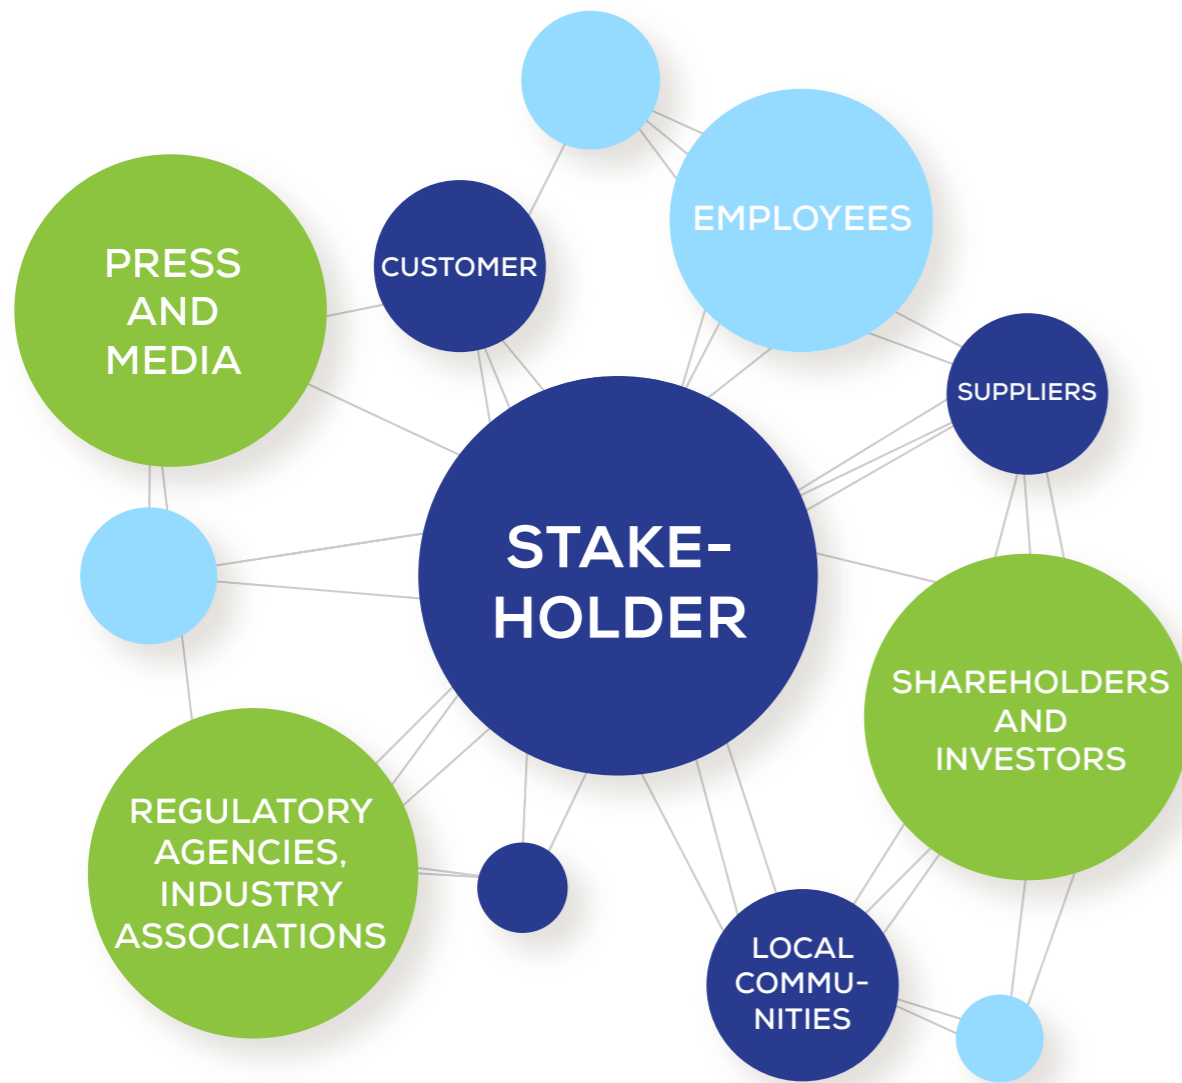 EMPLOYEES
PRESS
AND
MEDIA
CUSTOMER
SUPPLIERS
STAKE-
HOLDER
SHAREHOLDERS
AND
INVESTORS
REGULATORY
AGENCIES,
INDUSTRY
ASSOCIATIONS
LOCAL
COMMU-
NITIES